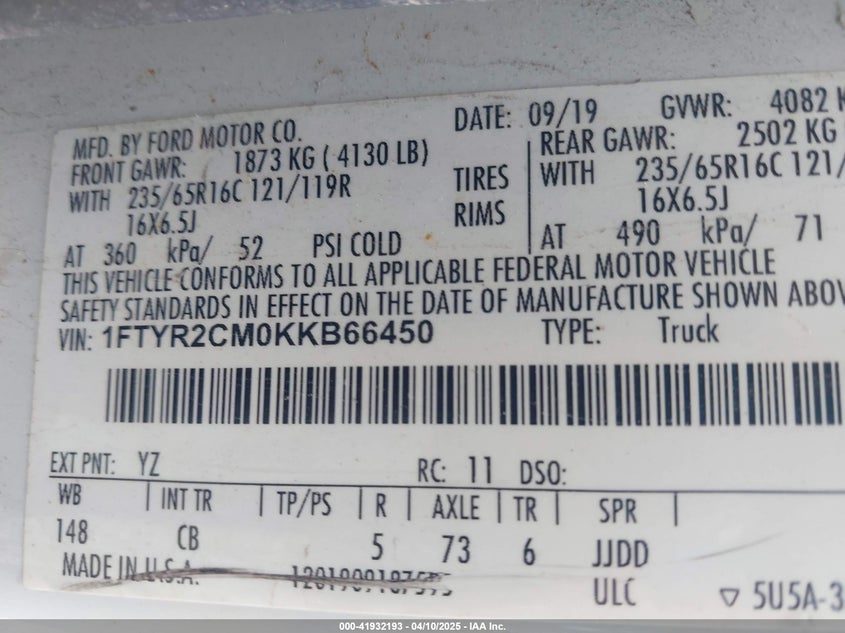 MFD. BY FORD MOTOR CO.
DATE: 09/19 GVWR: 4082 K
FRONT GAWR: 1873 KG ( 4130 LB)
REAR GAWR: 2502 KG
WITH 235/65R16C 121/119R TIRES
WITH 235/65R16C 121/
16X6.5J RIMS
16X6.5J
AT 360 kPa/ 52 PSI COLD
AT 490 kPa/ 71
THIS VEHICLE CONFORMS TO ALL APPLICABLE FEDERAL MOTOR VEHICLE
SAFETY STANDARDS IN EFFECT ON THE DATE OF MANUFACTURE SHOWN ABOV
VIN: 1FTYR2CM0KKB66450 TYPE: Truck
EXT PNT: YZ RC: 11 DSO:
WB | INT TR | TP/PS | R | AXLE | TR | SPR |
148 CB 5 73 6 JJDD
MADE IN U.S.A.
ULC ▽ 5U5A-3
000-41932193 - 04/10/2025 - IAA Inc.